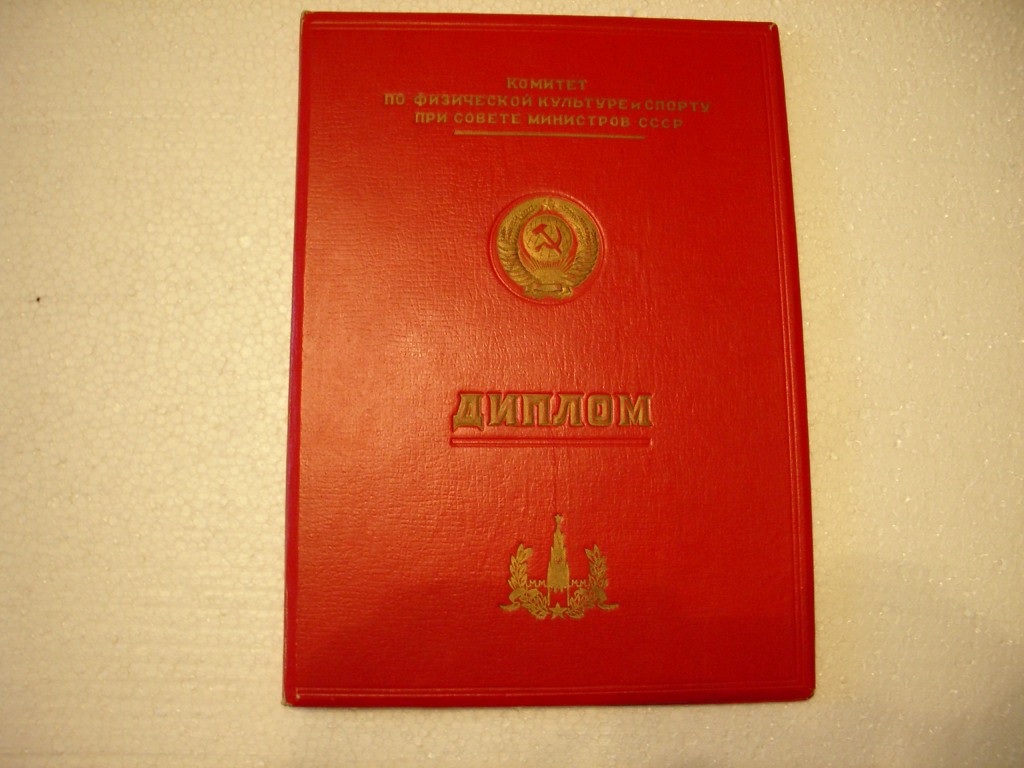 КОМИТЕТ
ПО ФИЗИЧЕСКОЙ КУЛЬТУРЕ И СПОРТУ
ПРИ СОВЕТЕ МИНИСТРОВ СССР
ДИПЛОМ